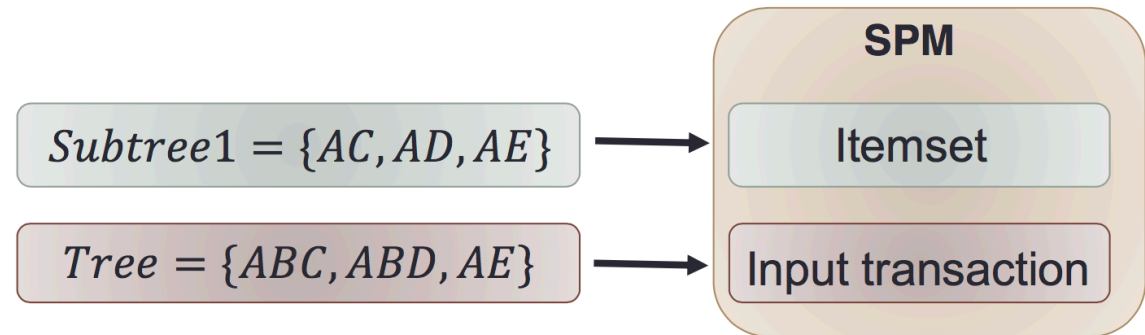 SPM
Subtree1 = {AC, AD, AE}
Itemset
Tree = {ABC, ABD, AE}
Input transaction